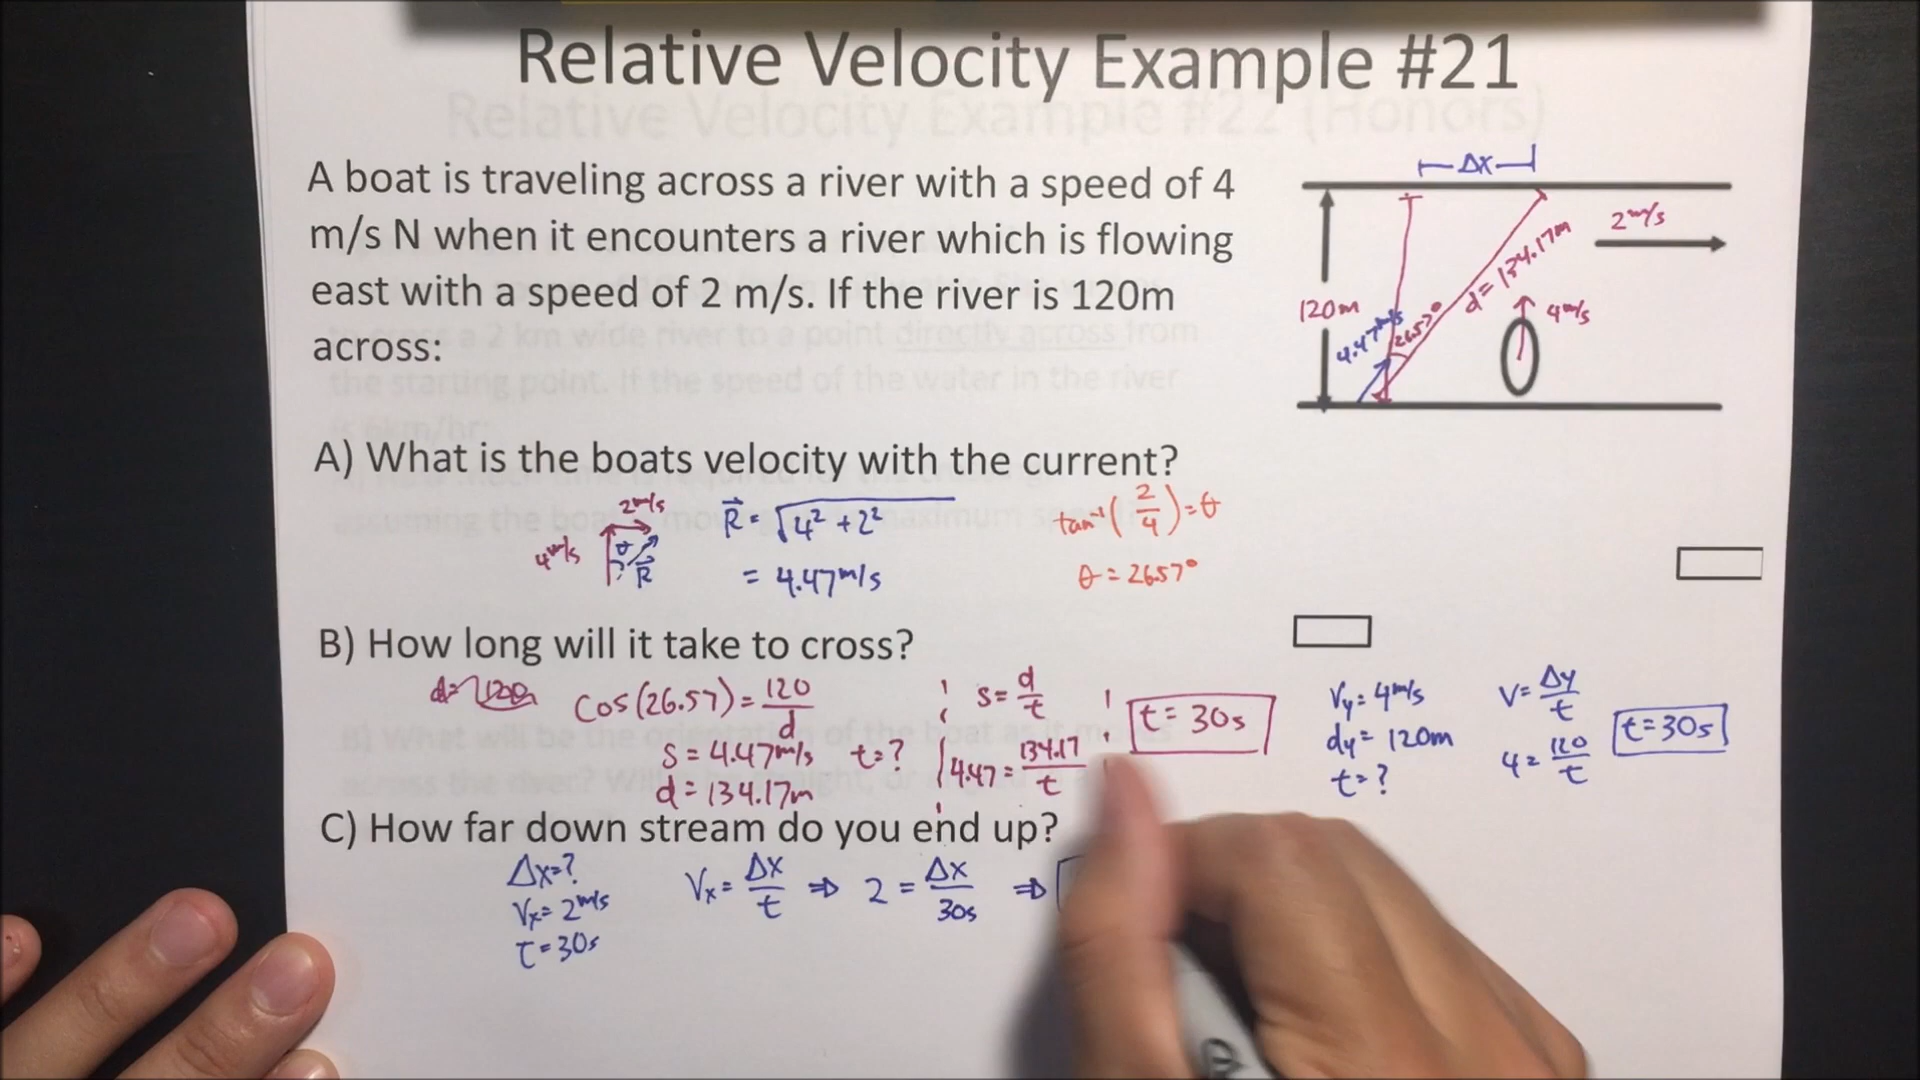 Relative Velocity Example #21
Relative Velocity Example #22 (Honors)
A boat is traveling across a river with a speed of 4
m/s N when it encounters a river which is flowing
east with a speed of 2 m/s. If the river is 120m
across:
Δx
2m/s
120m
4.47m/s
26.57°
d = 134.17m
4m/s
A) What is the boats velocity with the current?
2m/s
4m/s
θ
?
R
R = √4² + 2²
= 4.47m/s
tan⁻¹(2/4) = θ
θ = 26.57°
B) How long will it take to cross?
Cos(26.57) = 120/d
s = 4.47m/s t = ?
d = 134.17m
s = d/t
4.47 = 134.17/t
t = 30s
Vy = 4m/s
dy = 120m
t = ?
V = Δy/t
4 = 120/t
t = 30s
C) How far down stream do you end up?
Δx = ?
Vx = 2m/s
t = 30s
Vx = Δx/t ⇒ 2 = Δx/30s ⇒